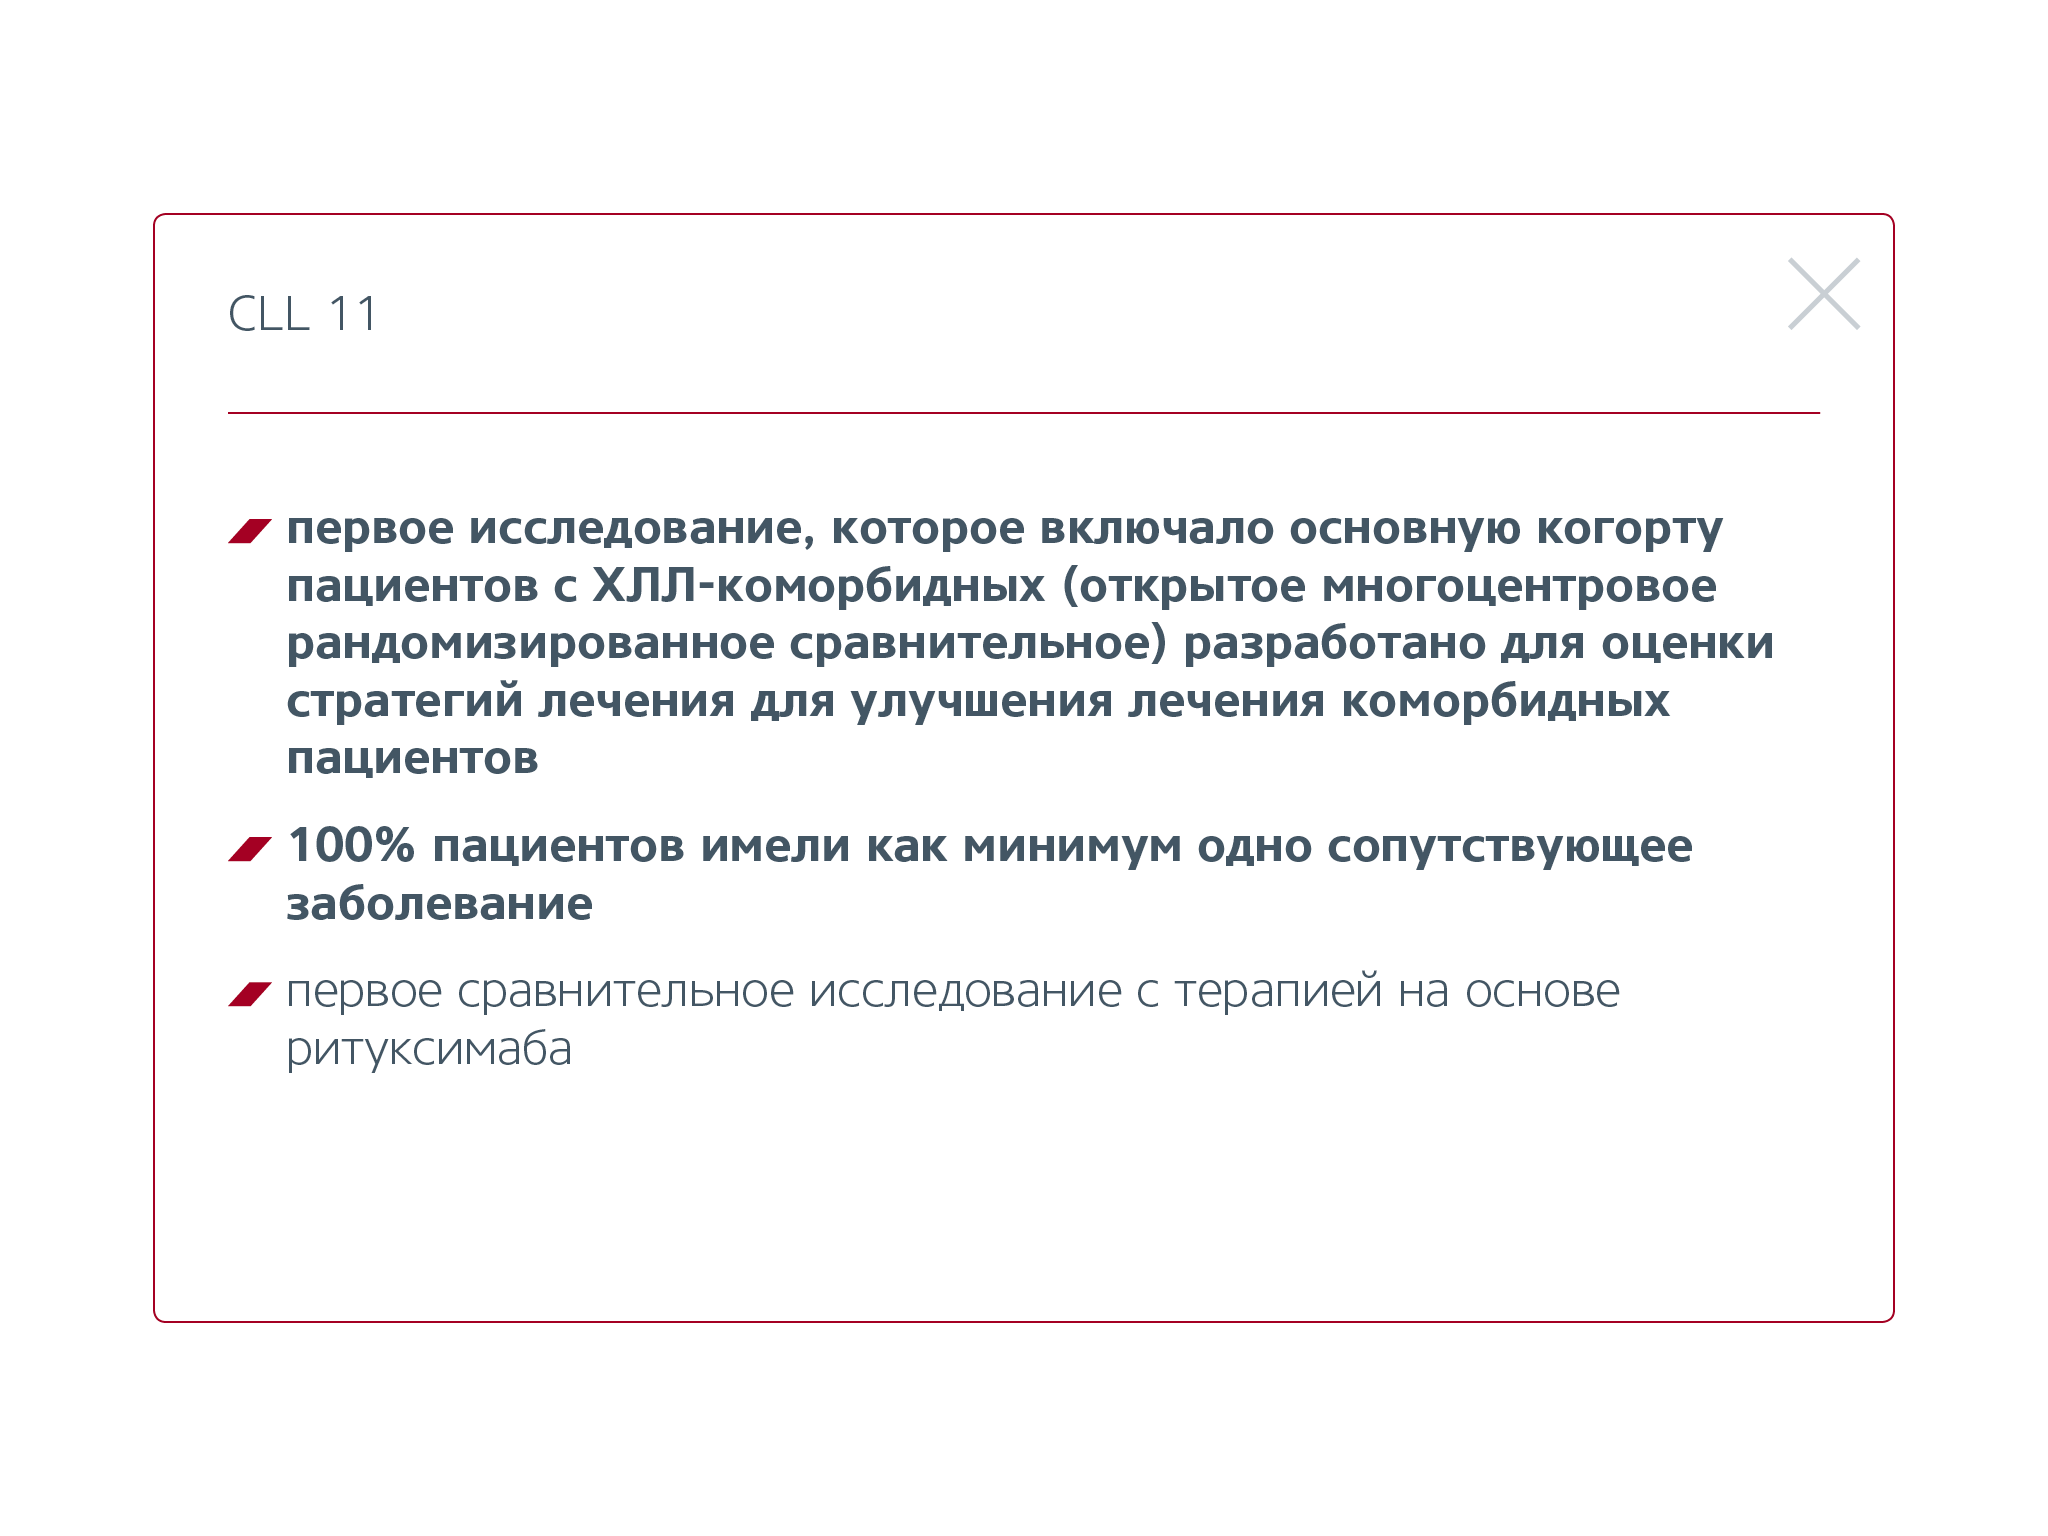 CLL 11
первое исследование, которое включало основную когорту
пациентов с ХЛЛ-коморбидных (открытое многоцентровое
рандомизированное сравнительное) разработано для оценки
стратегий лечения для улучшения лечения коморбидных
пациентов
100% пациентов имели как минимум одно сопутствующее
заболевание
первое сравнительное исследование с терапией на основе
ритуксимаба